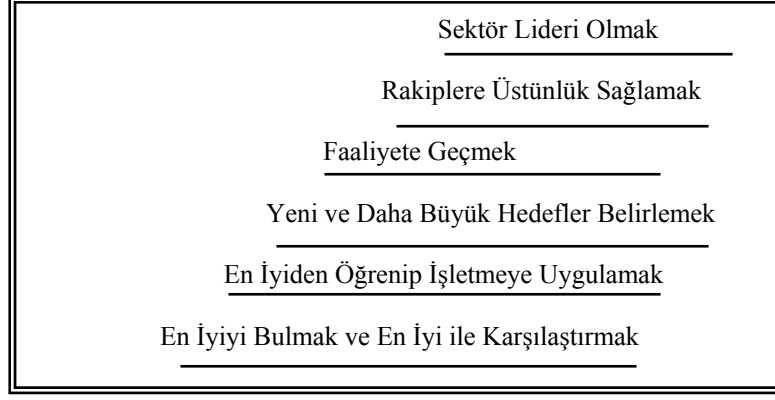 Sektör Lideri Olmak
Rakiplere Üstünlük Sağlamak
Faaliyete Geçmek
Yeni ve Daha Büyük Hedefler Belirlemek
En İyiden Öğrenip İşletmeye Uygulamak
En İyiyi Bulmak ve En İyi ile Karşılaştırmak